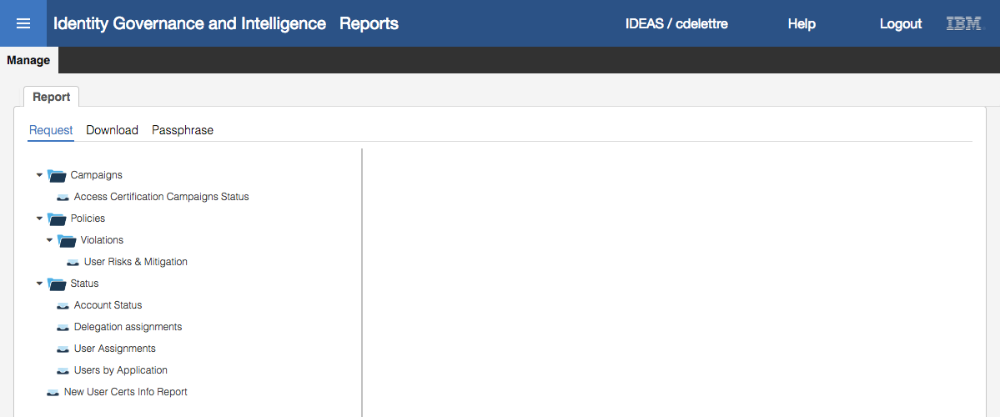 Identity Governance and Intelligence Reports IDEAS / cdelettre Help Logout IBM
Manage
Report
Request Download Passphrase
Campaigns
Access Certification Campaigns Status
Policies
Violations
User Risks & Mitigation
Status
Account Status
Delegation assignments
User Assignments
Users by Application
New User Certs Info Report